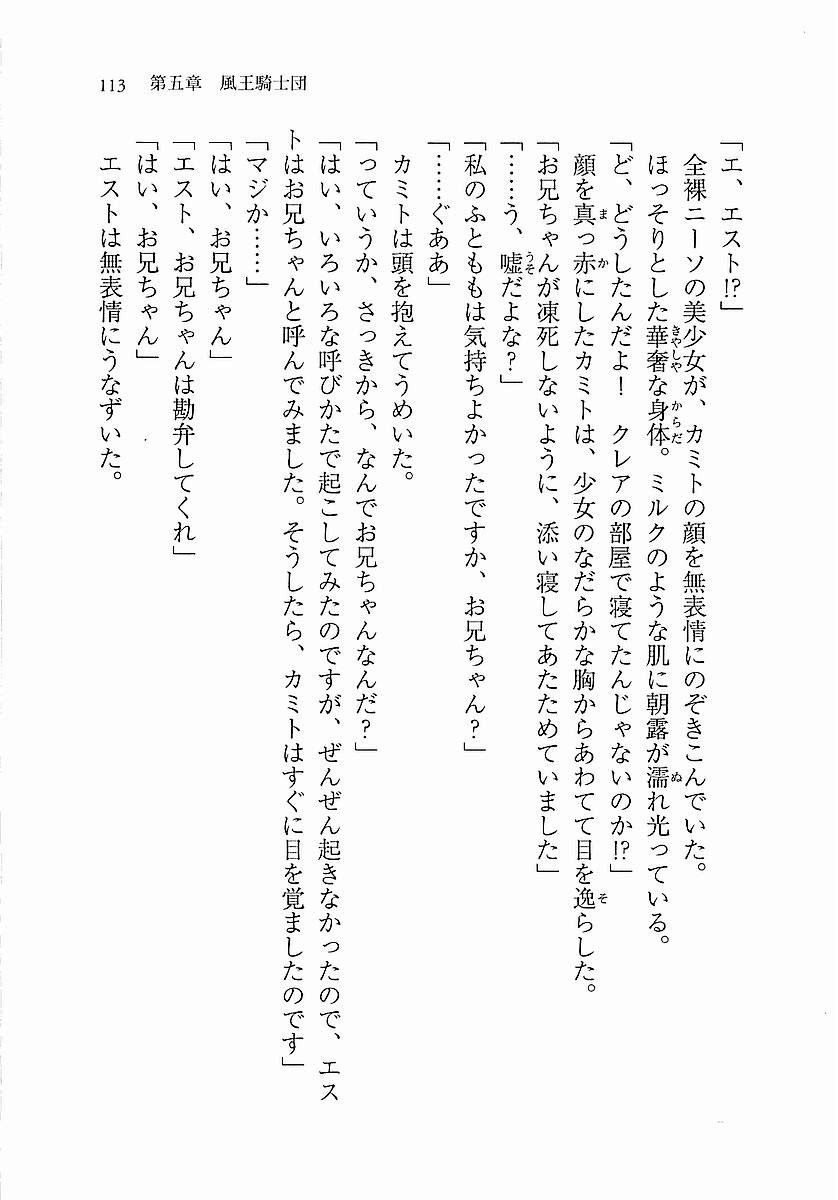 113 第五章 風王騎士団
「エ、エスト!?」
全裸ニーソの美少女が、カミトの顔を無表情にのぞきこんでいた。
ほっそりとした華奢な身体。ミルクのような肌に朝露が濡れ光っている。
「ど、どうしたんだよ！ クレアの部屋で寝てたんじゃないのか!?」
顔を真っ赤にしたカミトは、少女のなだらかな胸からあわてて目を逸らした。
「お兄ちゃんが凍死しないように、添い寝してあたためていました」
「……う、嘘だよな？」
「私のふとももは気持ちよかったですか、お兄ちゃん？」
「……ぐああ」
カミトは頭を抱えてうめいた。
「っていうか、さっきから、なんでお兄ちゃんなんだ？」
「はい、いろいろな呼びかたで起こしてみたのですが、ぜんぜん起きなかったので、エス
トはお兄ちゃんと呼んでみました。そうしたら、カミトはすぐに目を覚ましたのです」
「マジか……」
「はい、お兄ちゃん」
「エスト、お兄ちゃんは勘弁してくれ」
「はい、お兄ちゃん」
エストは無表情にうなずいた。